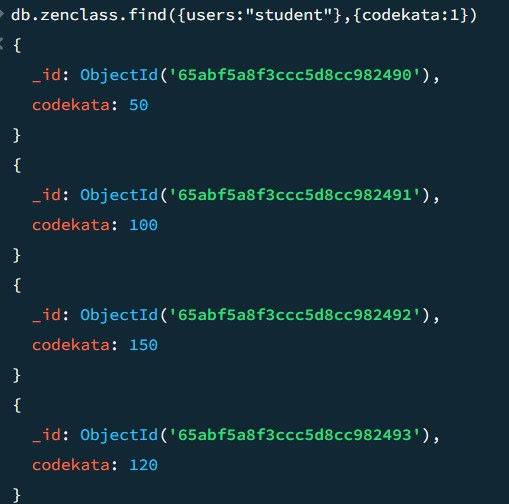 db.zenclass.find({users:"student"},{codekata:1})
{
_id: ObjectId('65abf5a8f3ccc5d8cc982490'),
codekata: 50
}
{
_id: ObjectId('65abf5a8f3ccc5d8cc982491'),
codekata: 100
}
{
_id: ObjectId('65abf5a8f3ccc5d8cc982492'),
codekata: 150
}
{
_id: ObjectId('65abf5a8f3ccc5d8cc982493'),
codekata: 120
}